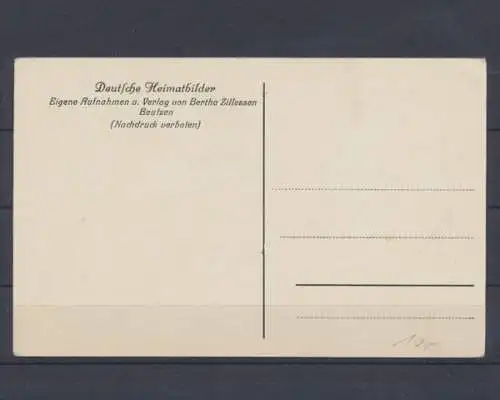 Deutsche Heimatbilder
Eigene Aufnahmen u. Verlag von Bertha Zillessen
Bautzen
(Nachdruck verboten)